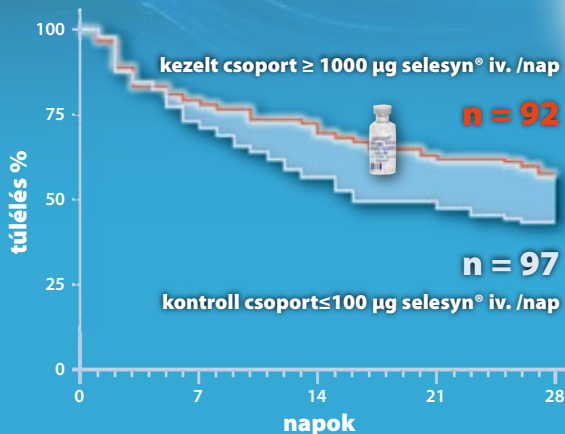 100
kezelt csoport ≥ 1000 µg selesyn® iv. /nap
n = 92
75
túlélés %
50
n = 97
25
kontroll csoport≤100 µg selesyn® iv. /nap
0
0 7 14 21 28
napok